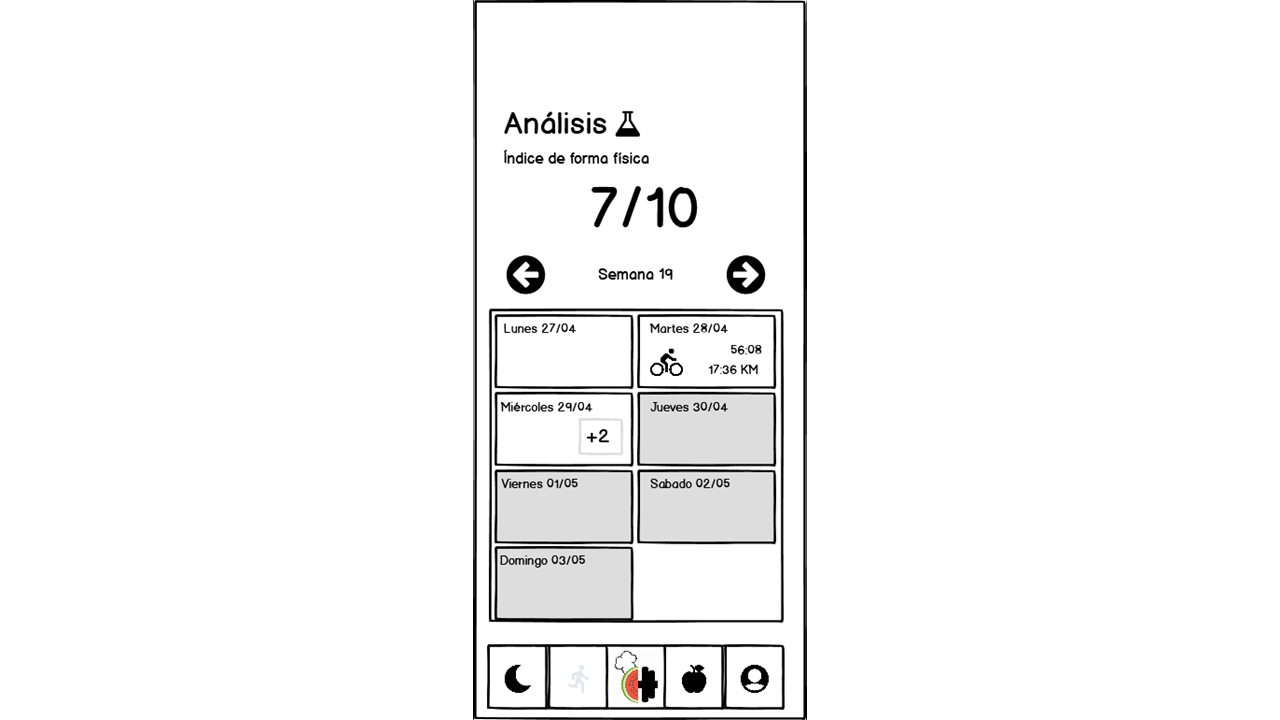 Análisis
Índice de forma física
7/10
Semana 19
Lunes 27/04
Martes 28/04
56:08
17:36 KM
Miércoles 29/04
+2
Jueves 30/04
Viernes 01/05
Sabado 02/05
Domingo 03/05